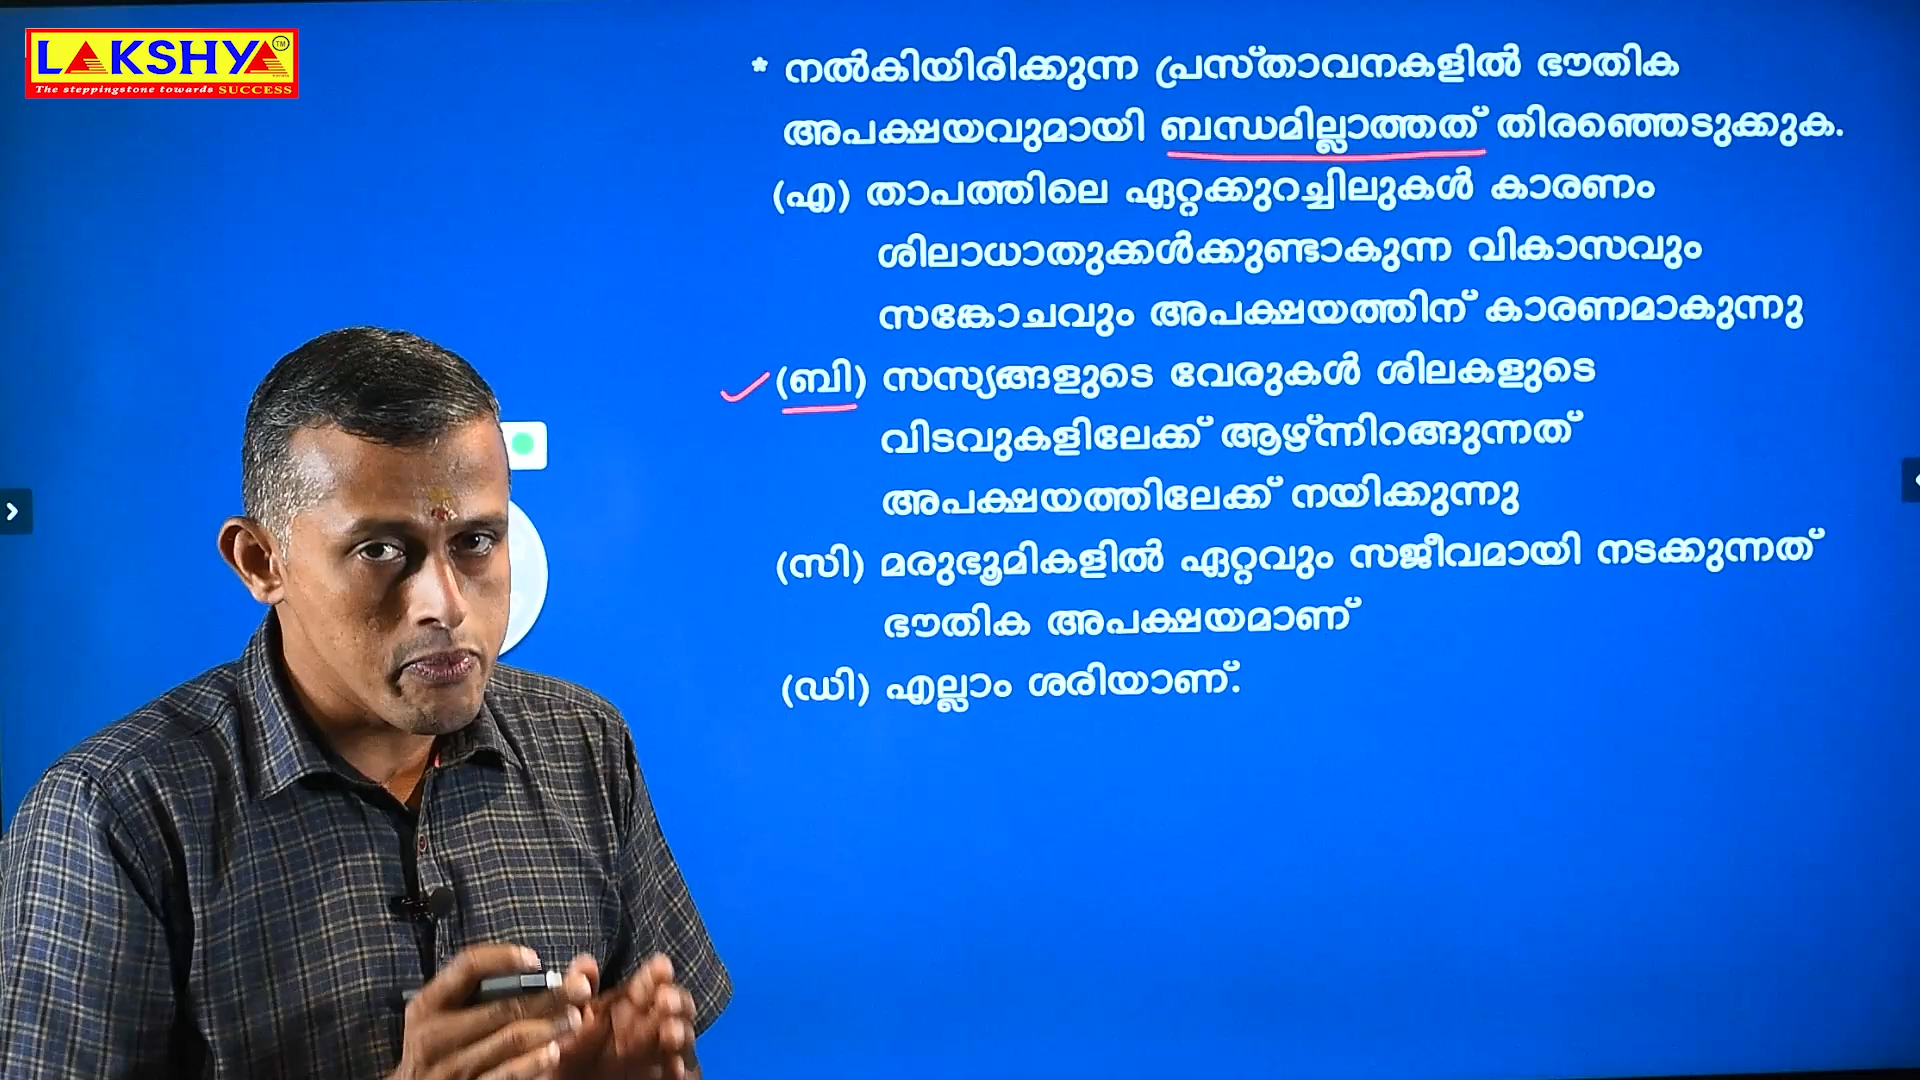 LAKSHYA TM
The steppingstone towards SUCCESS
* നൽകിയിരിക്കുന്ന പ്രസ്താവനകളിൽ ഭൗതിക
അപക്ഷയവുമായി ബന്ധമില്ലാത്തത് തിരഞ്ഞെടുക്കുക.
(എ) താപത്തിലെ ഏറ്റക്കുറച്ചിലുകൾ കാരണം
ശിലാധാതുക്കൾക്കുണ്ടാകുന്ന വികാസവും
സങ്കോചവും അപക്ഷയത്തിന് കാരണമാകുന്നു
(ബി) സസ്യങ്ങളുടെ വേരുകൾ ശിലകളുടെ
വിടവുകളിലേക്ക് ആഴ്ന്നിറങ്ങുന്നത്
അപക്ഷയത്തിലേക്ക് നയിക്കുന്നു
(സി) മരുഭൂമികളിൽ ഏറ്റവും സജീവമായി നടക്കുന്നത്
ഭൗതിക അപക്ഷയമാണ്
(ഡി) എല്ലാം ശരിയാണ്.